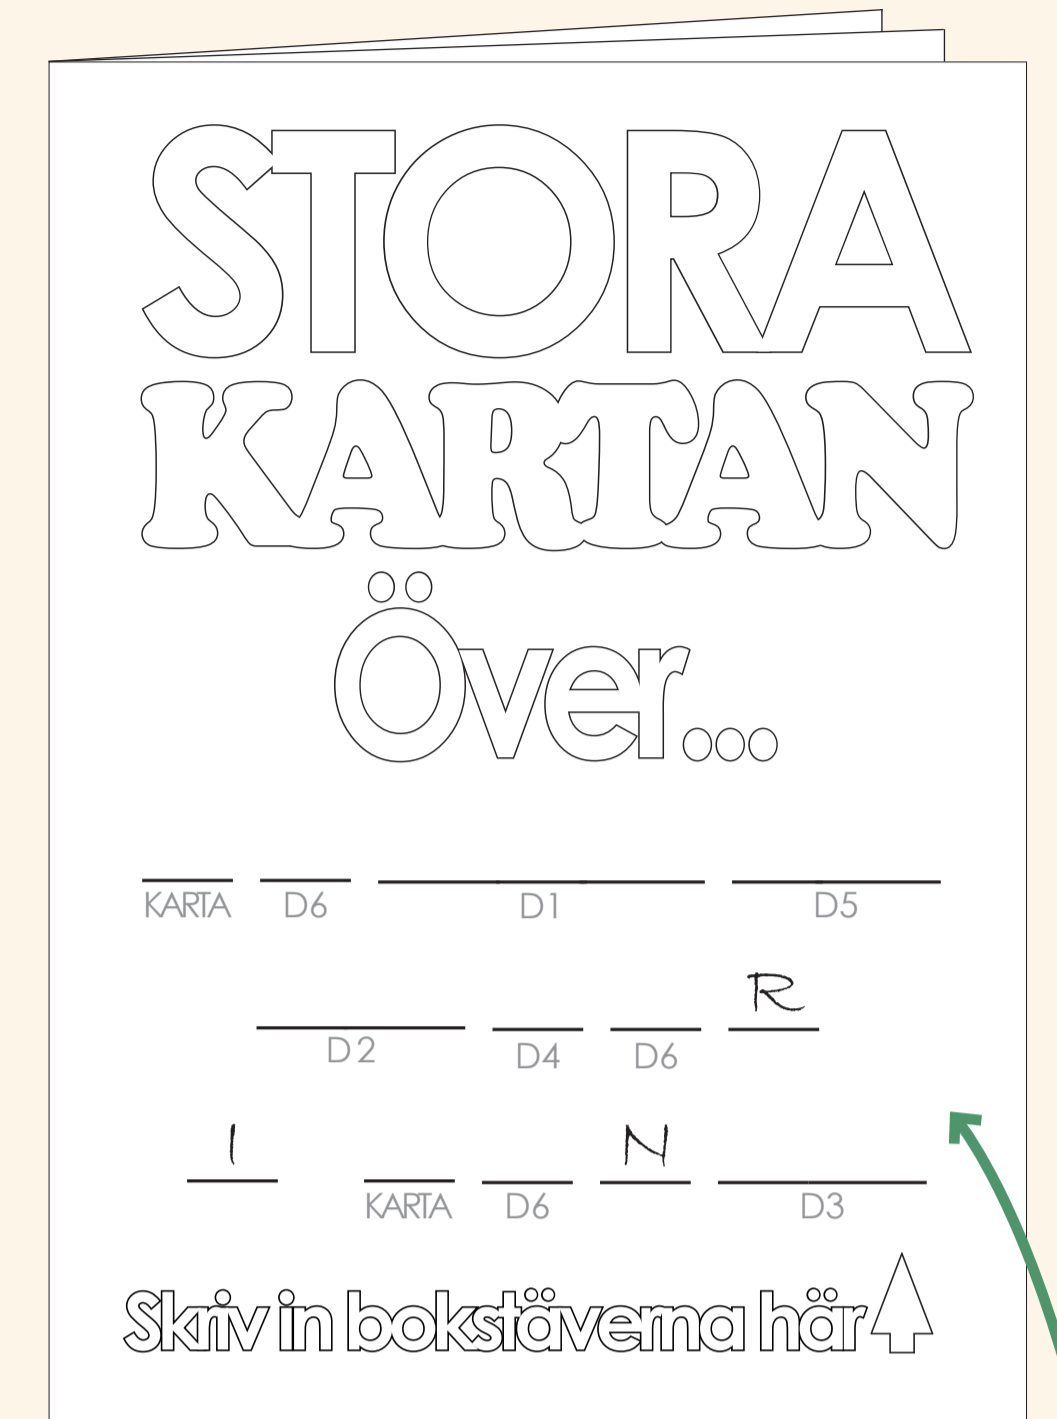 STORA
KARTAN
Över...
KARTA D6 D1 D5
R
D2 D4 D6
I N
KARTA D6 D3
Skriv in bokstäverna här